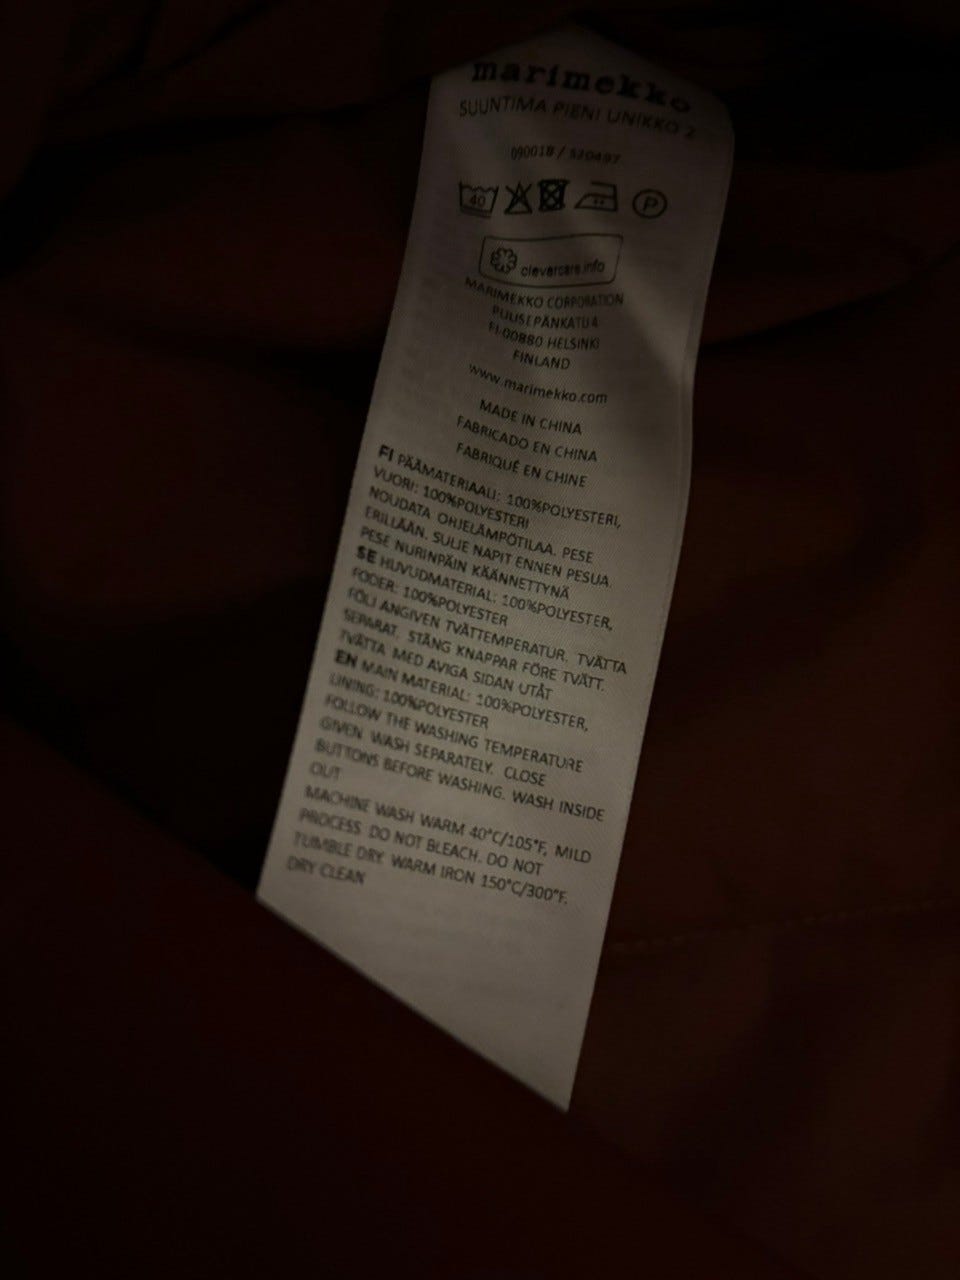 marimekko
SUUNTIMA PIENI UNIKKO 2
090018 / 520497
40 P
clevercare.info
MARIMEKKO CORPORATION
PUUSEPÄNKATU 4
FI-00880 HELSINKI
FINLAND
www.marimekko.com
MADE IN CHINA
FABRICADO EN CHINA
FABRIQUÉ EN CHINE
FI PÄÄMATERIAALI: 100%POLYESTERI,
VUORI: 100%POLYESTERI
NOUDATA OHJELÄMPÖTILAA. PESE
ERILLÄÄN. SULJE NAPIT ENNEN PESUA.
PESE NURINPÄIN KÄÄNNETTYNÄ
SE HUVUDMATERIAL: 100%POLYESTER,
FODER: 100%POLYESTER
FÖLJ ANGIVEN TVÄTTEMPERATUR. TVÄTTA
SEPARAT. STÄNG KNAPPAR FÖRE TVÄTT.
TVÄTTA MED AVIGA SIDAN UTÅT
EN MAIN MATERIAL: 100%POLYESTER,
LINING: 100%POLYESTER
FOLLOW THE WASHING TEMPERATURE
GIVEN. WASH SEPARATELY. CLOSE
BUTTONS BEFORE WASHING. WASH INSIDE
OUT
MACHINE WASH WARM 40°C/105°F, MILD
PROCESS. DO NOT BLEACH. DO NOT
TUMBLE DRY. WARM IRON 150°C/300°F.
DRY CLEAN